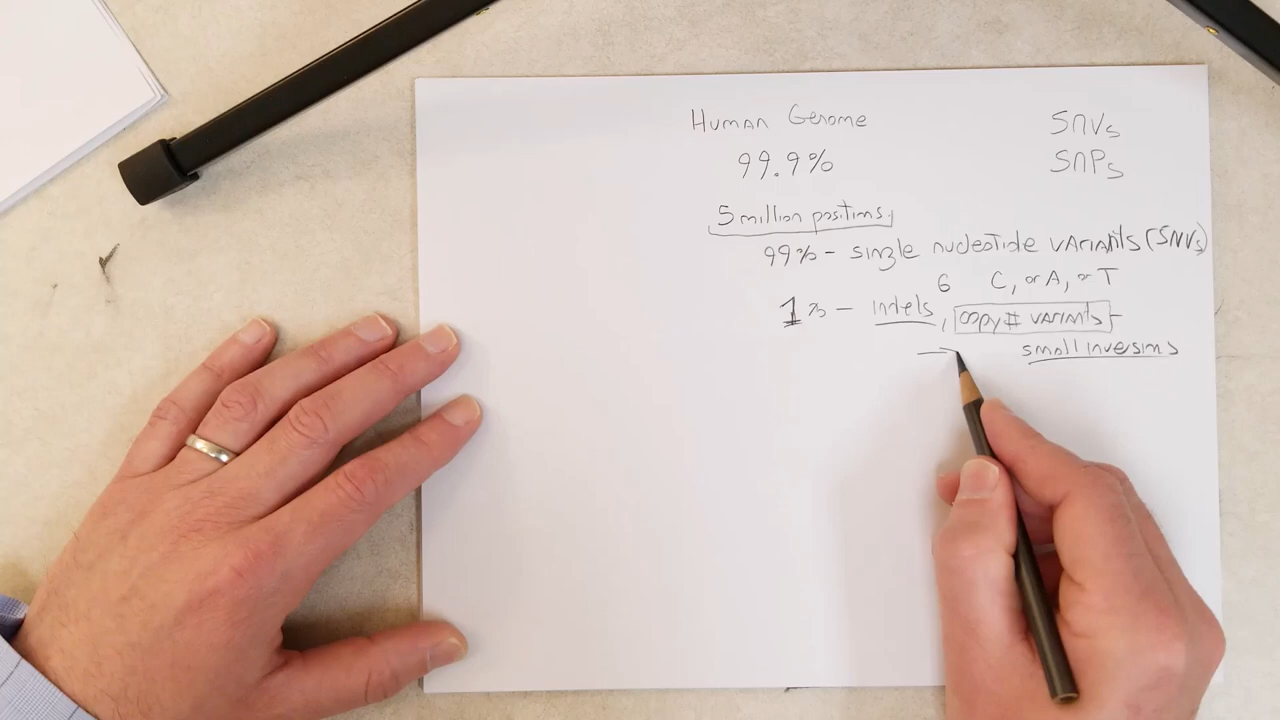 Human Genome
SNVs
99.9%
SNPs
5 million positions
99% - single nucleotide variants (SNVs)
G C, or A, or T
1% - indels, copy # variants -
small inversions